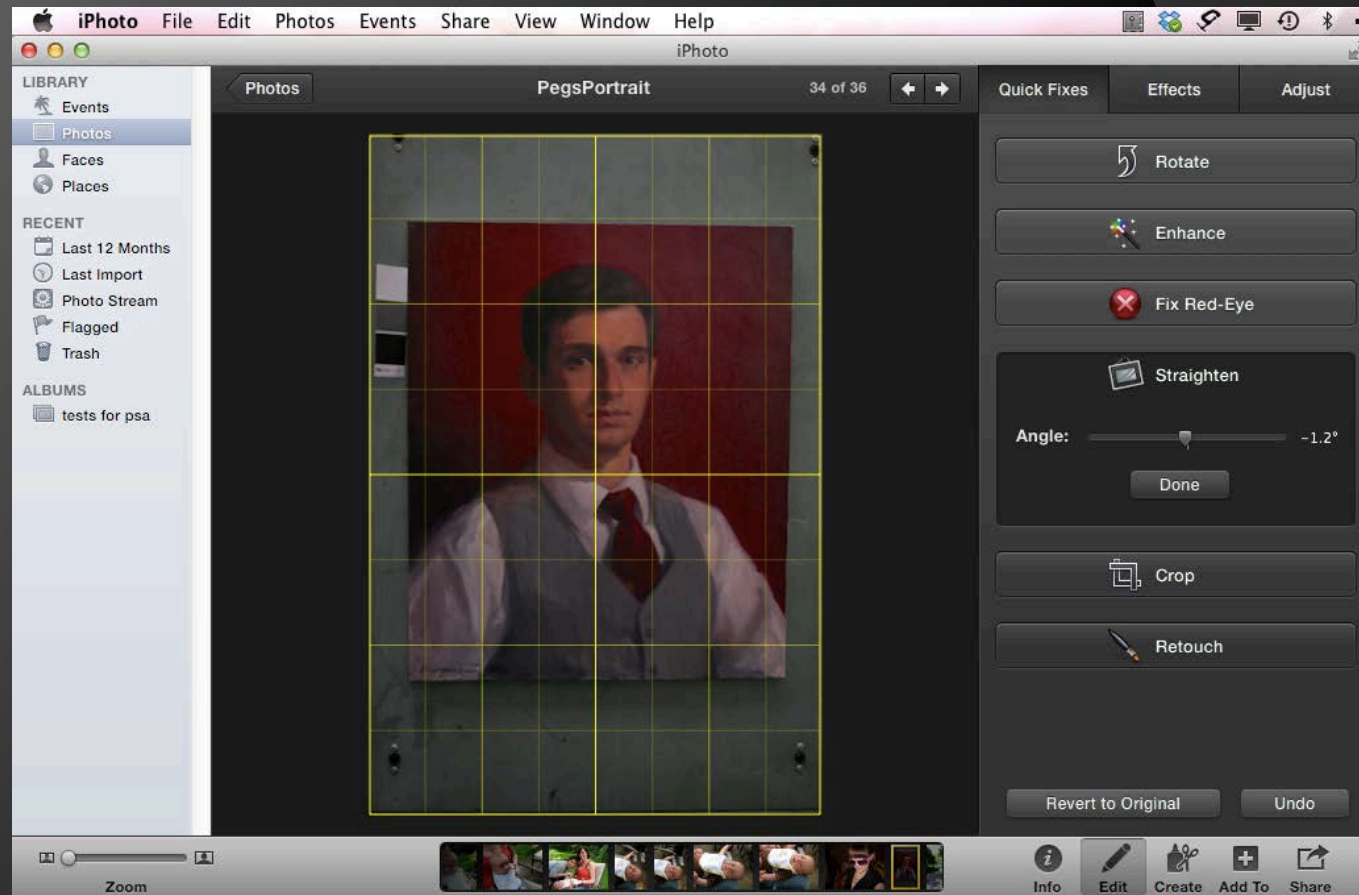 iPhoto File Edit Photos Events Share View Window Help
iPhoto
LIBRARY
Events
Photos
Faces
Places
RECENT
Last 12 Months
Last Import
Photo Stream
Flagged
Trash
ALBUMS
tests for psa
Photos PegsPortrait 34 of 36
Quick Fixes Effects Adjust
Rotate
Enhance
Fix Red-Eye
Straighten
Angle: -1.2°
Done
Crop
Retouch
Revert to Original Undo
Zoom
Info Edit Create Add To Share